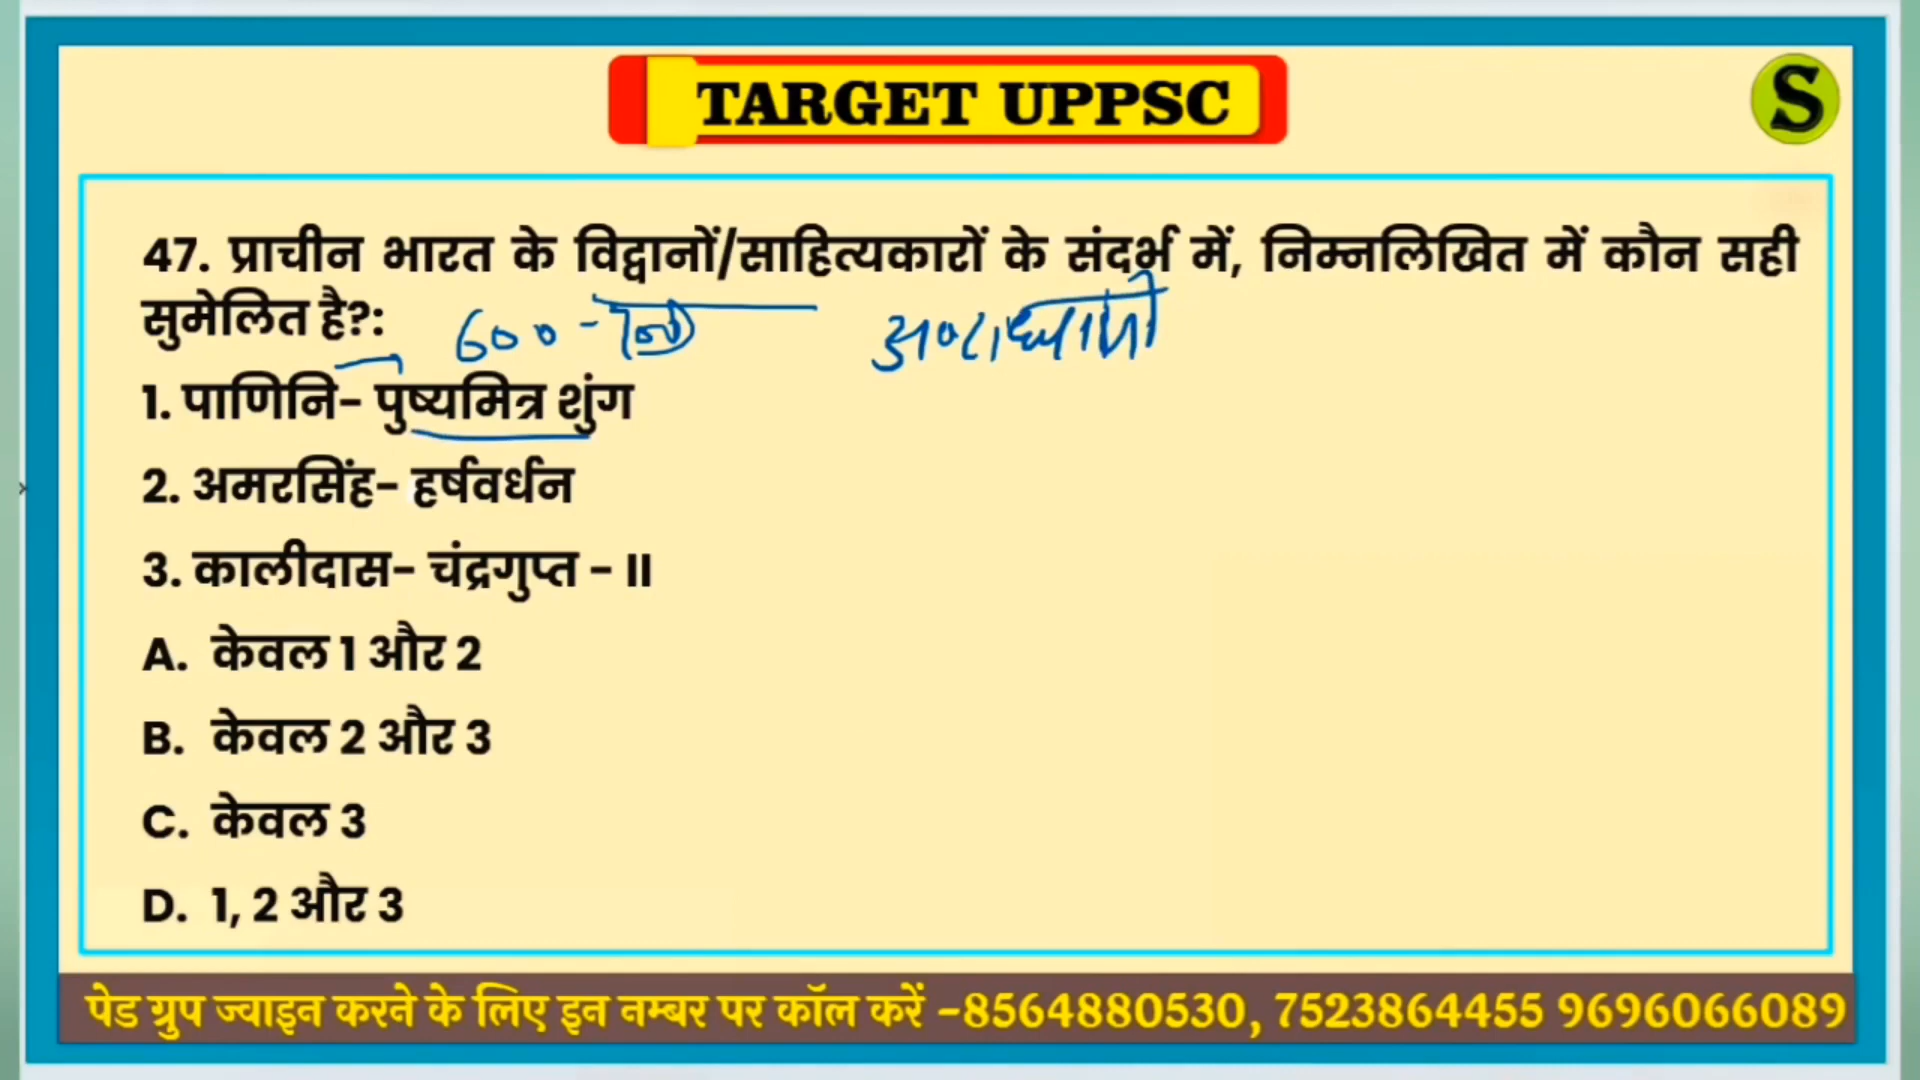 TARGET UPPSC
S
47. प्राचीन भारत के विद्वानों/साहित्यकारों के संदर्भ में, निम्नलिखित में कौन सही
सुमेलित है?:
600 - 700
1. पाणिनि- पुष्यमित्र शुंग
2. अमरसिंह- हर्षवर्धन
3. कालीदास- चंद्रगुप्त - II
A. केवल 1 और 2
B. केवल 2 और 3
C. केवल 3
D. 1, 2 और 3
पेड ग्रुप ज्वाइन करने के लिए इन नम्बर पर कॉल करें -8564880530, 7523864455 9696066089